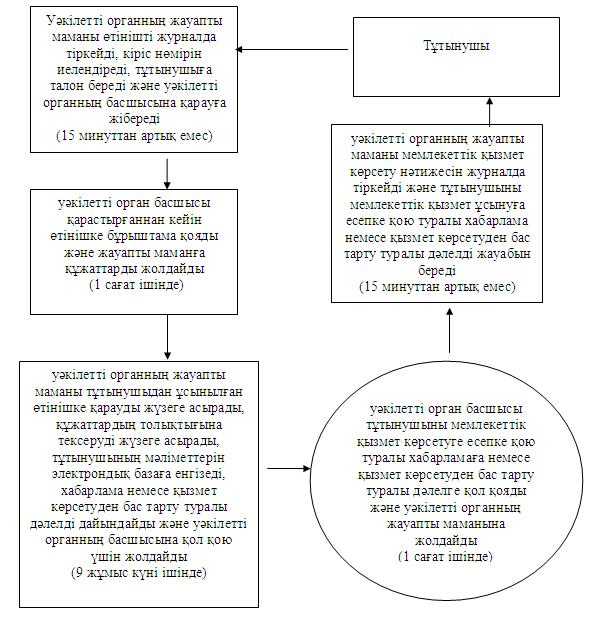 Тұтынушы
Уәкілетті органның жауапты
маманы өтінішті журналда
тіркейді, кіріс нөмірін
иелендіреді, тұтынушыға
талон береді және уәкілетті
органның басшысына қарауға
жібереді
(15 минуттан артық емес)
уәкілетті орган басшысы
қарастырғаннан кейін
өтінішке бұрыштама қояды
және жауапты маманға
құжаттарды жолдайды
(1 сағат ішінде)
уәкілетті органның жауапты
маманы тұтынушыдан ұсынылған
өтінішке қарауды жүзеге асырады,
құжаттардың толықтығына
тексеруді жүзеге асырады,
тұтынушының мәліметтерін
электрондық базаға енгізеді,
хабарлама немесе қызмет
көрсетуден бас тарту туралы
дәлелді дайындайды және уәкілетті
органның басшысына қол қою
үшін жолдайды
(9 жұмыс күні ішінде)
уәкілетті орган басшысы
тұтынушыны мемлекеттік
қызмет көрсетуге есепке қою
туралы хабарламаға немесе
қызмет көрсетуден бас тарту
туралы дәлелге қол қояды
және уәкілетті органның
жауапты маманына
жолдайды
(1 сағат ішінде)
уәкілетті органның жауапты
маманы мемлекеттік қызмет
көрсету нәтижесін журналда
тіркейді және тұтынушыны
мемлекеттік қызмет ұсынуға
есепке қою туралы хабарлама
немесе қызмет көрсетуден бас
тарту туралы дәлелді жауабын
береді
(15 минуттан артық емес)